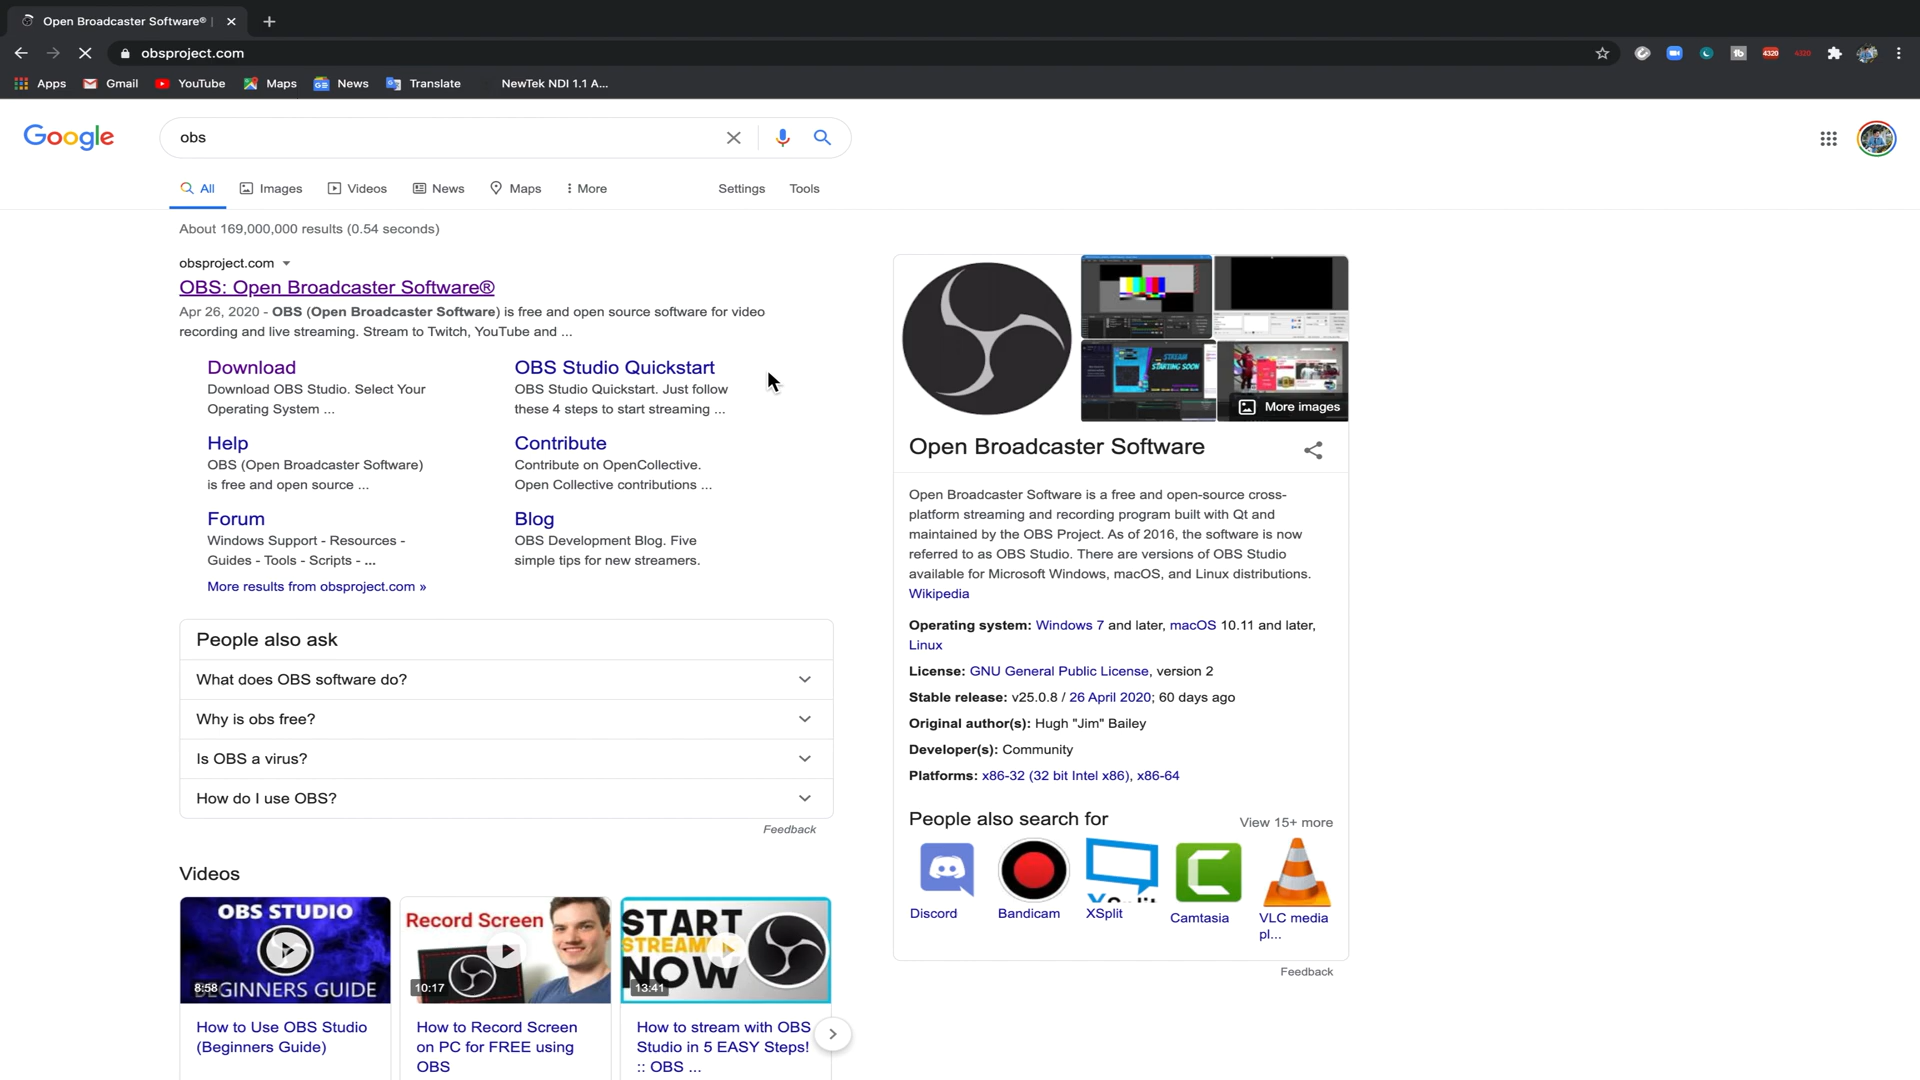 Open Broadcaster Software® |
obsproject.com
4320
4320
Apps
Gmail
YouTube
Maps
News
Translate
NewTek NDI 1.1 A...
Google
obs
All
Images
Videos
News
Maps
More
Settings
Tools
About 169,000,000 results (0.54 seconds)
obsproject.com
OBS: Open Broadcaster Software®
Apr 26, 2020 - OBS (Open Broadcaster Software) is free and open source software for video
recording and live streaming. Stream to Twitch, YouTube and ...
Download
Download OBS Studio. Select Your
Operating System ...
OBS Studio Quickstart
OBS Studio Quickstart. Just follow
these 4 steps to start streaming ...
Help
OBS (Open Broadcaster Software)
is free and open source ...
Contribute
Contribute on OpenCollective.
Open Collective contributions ...
Forum
Windows Support - Resources -
Guides - Tools - Scripts - ...
Blog
OBS Development Blog. Five
simple tips for new streamers.
More results from obsproject.com »
People also ask
What does OBS software do?
Why is obs free?
Is OBS a virus?
How do I use OBS?
Feedback
Videos
OBS STUDIO
BEGINNERS GUIDE
8:58
How to Use OBS Studio
(Beginners Guide)
Record Screen
10:17
How to Record Screen
on PC for FREE using
OBS
START
STREAMING
NOW
13:41
How to stream with OBS
Studio in 5 EASY Steps!
:: OBS ...
STREAM
STARTING SOON
More images
Open Broadcaster Software
Open Broadcaster Software is a free and open-source cross-
platform streaming and recording program built with Qt and
maintained by the OBS Project. As of 2016, the software is now
referred to as OBS Studio. There are versions of OBS Studio
available for Microsoft Windows, macOS, and Linux distributions.
Wikipedia
Operating system: Windows 7 and later, macOS 10.11 and later,
Linux
License: GNU General Public License, version 2
Stable release: v25.0.8 / 26 April 2020; 60 days ago
Original author(s): Hugh "Jim" Bailey
Developer(s): Community
Platforms: x86-32 (32 bit Intel x86), x86-64
People also search for
View 15+ more
Discord
Bandicam
XSplit
Camtasia
VLC media
pl...
Feedback